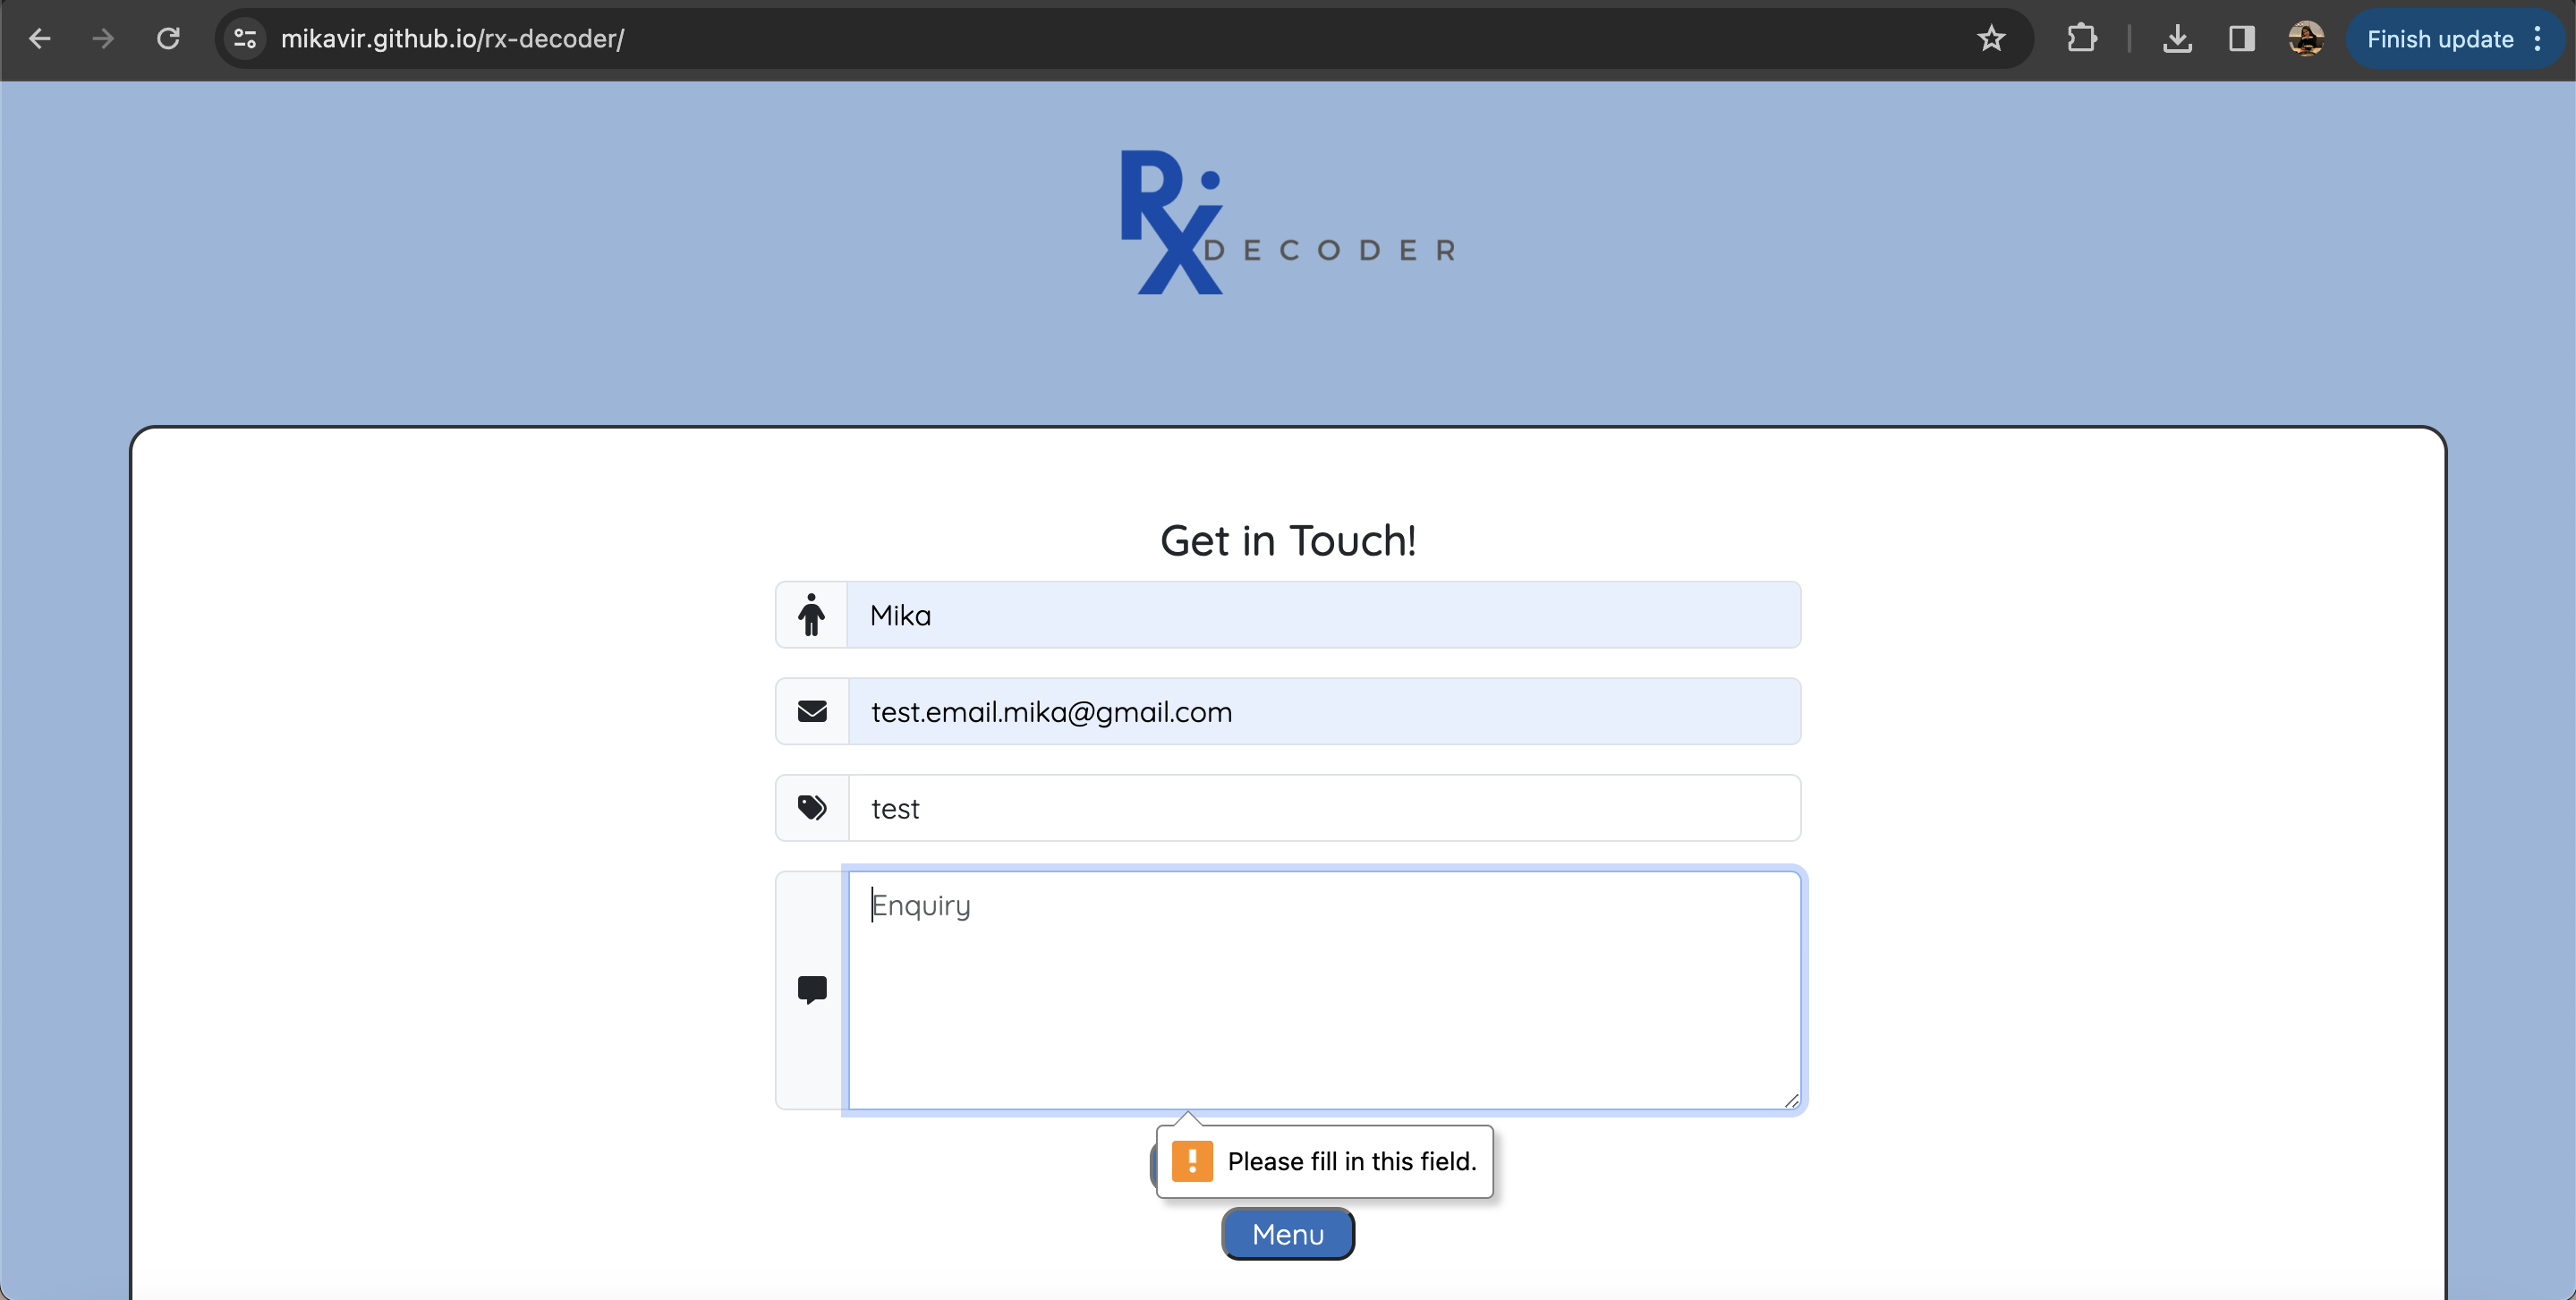 mikavir.github.io/rx-decoder/
Finish update
Rx DECODER
Get in Touch!
Mika
test.email.mika@gmail.com
test
Enquiry
Please fill in this field.
Menu